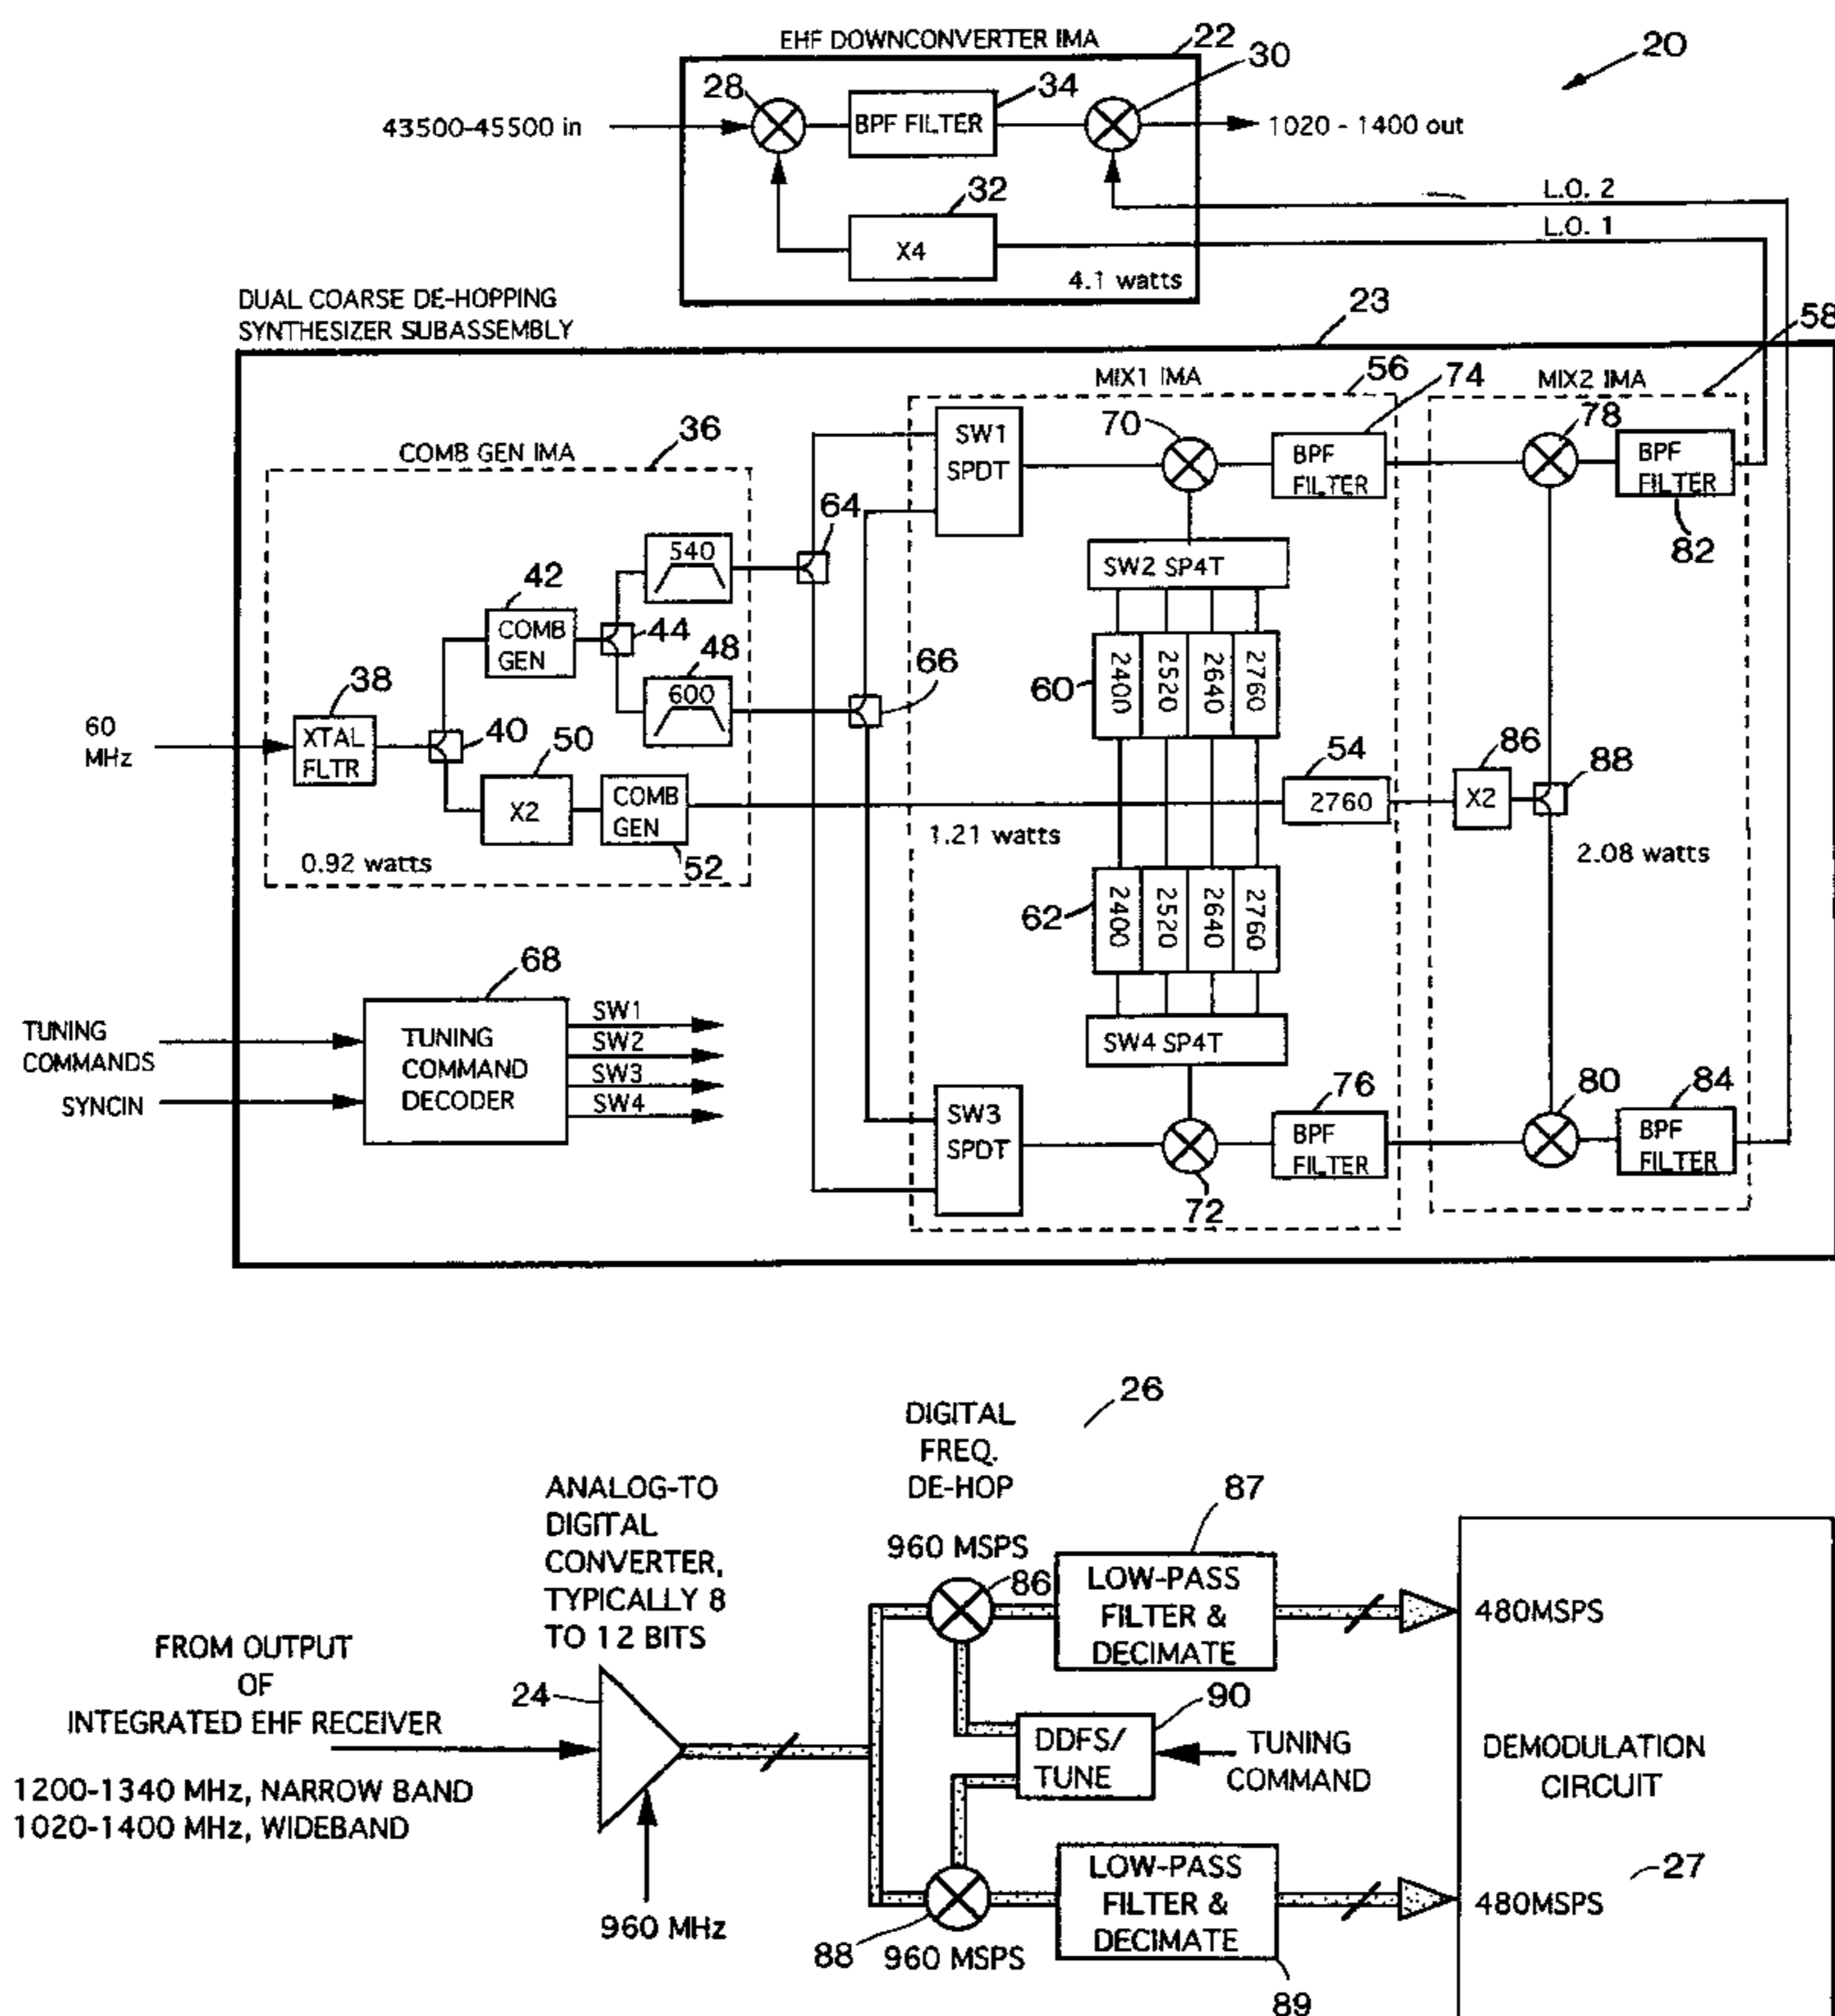 EHF DOWNCONVERTER IMA
22
20
30
28
34
43500-45500 in
BPF FILTER
1020 - 1400 out
32
L.O. 2
L.O. 1
X4
4.1 watts
DUAL COARSE DE-HOPPING
SYNTHESIZER SUBASSEMBLY
23
58
MIX1 IMA
56
74
MIX2 IMA
78
70
SW1
SPDT
BPF
FILTER
BPF
FILTER
82
COMB GEN IMA
36
64
540
SW2 SP4T
42
COMB
GEN
44
48
600
66
60
2400
2520
2640
2760
38
60
MHz
XTAL
FLTR
40
50
X2
COMB
GEN
52
54
2760
86
X2
88
0.92 watts
1.21 watts
2.08 watts
62
2400
2520
2640
2760
68
TUNING
COMMANDS
SYNCIN
TUNING
COMMAND
DECODER
SW1
SW2
SW3
SW4
SW4 SP4T
SW3
SPDT
76
BPF
FILTER
72
80
84
BPF
FILTER
26
DIGITAL
FREQ.
DE-HOP
87
ANALOG-TO
DIGITAL
CONVERTER,
TYPICALLY 8
TO 12 BITS
960 MSPS
86
LOW-PASS
FILTER &
DECIMATE
480MSPS
FROM OUTPUT
OF
INTEGRATED EHF RECEIVER
24
90
DDFS/
TUNE
TUNING
COMMAND
DEMODULATION
CIRCUIT
1200-1340 MHz, NARROW BAND
1020-1400 MHz, WIDEBAND
960 MHz
88
960 MSPS
LOW-PASS
FILTER &
DECIMATE
89
480MSPS
27